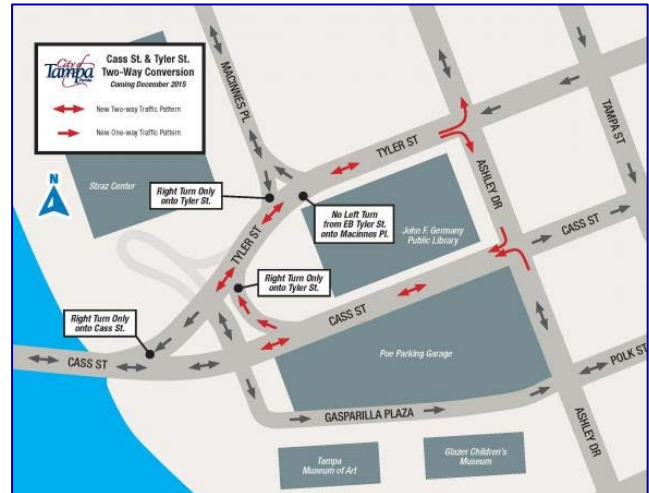 City of
Tampa
Florida
Cass St. & Tyler St.
Two-Way Conversion
Coming December 2015
New Two-way Traffic Pattern
New One-way Traffic Pattern
N
MACINNES PL
TYLER ST
TAMPA ST
Straz Center
Right Turn Only
onto Tyler St.
ASHLEY DR
No Left Turn
from EB Tyler St.
onto Macinnes Pl.
John F. Germany
Public Library
CASS ST
TYLER ST
Right Turn Only
onto Tyler St.
Right Turn Only
onto Cass St.
CASS ST
CASS ST
Poe Parking Garage
POLK ST
GASPARILLA PLAZA
ASHLEY DR
Tampa
Museum of Art
Glazer Children's
Museum